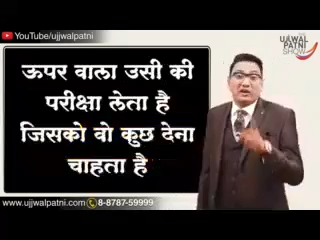 YouTube/ujjwalpatni
UJJWAL
PATNI
SHOW
ऊपर वाला उसी की
परीक्षा लेता है
जिसको वो कुछ देना
चाहता है
www.ujjwalpatni.com
8-8787-59999